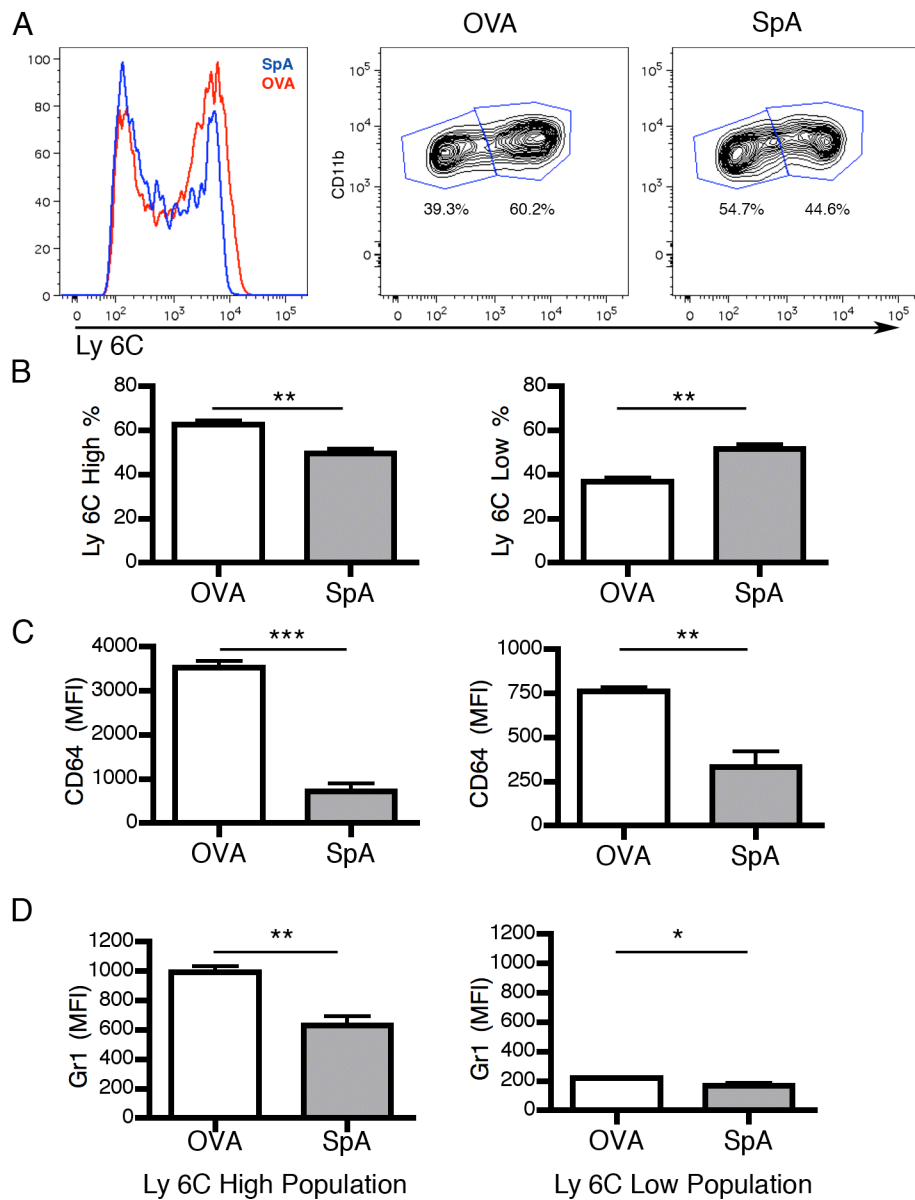 A
OVA
SpA
SpA
OVA
100
80
60
40
20
0
0 10² 10³ 10⁴ 10⁵
CD11b
10⁵
10⁴
10³
0
39.3% 60.2%
0 10² 10³ 10⁴ 10⁵
54.7% 44.6%
10⁵
10⁴
10³
0
0 10² 10³ 10⁴ 10⁵
Ly 6C
B
Ly 6C High %
80
60
40
20
0
**
OVA SpA
Ly 6C Low %
80
60
40
20
0
**
OVA SpA
C
CD64 (MFI)
4000
3000
2000
1000
0
***
OVA SpA
CD64 (MFI)
1000
750
500
250
0
**
OVA SpA
D
Gr1 (MFI)
1200
1000
800
600
400
200
0
**
OVA SpA
Ly 6C High Population
Gr1 (MFI)
1200
1000
800
600
400
200
0
*
OVA SpA
Ly 6C Low Population